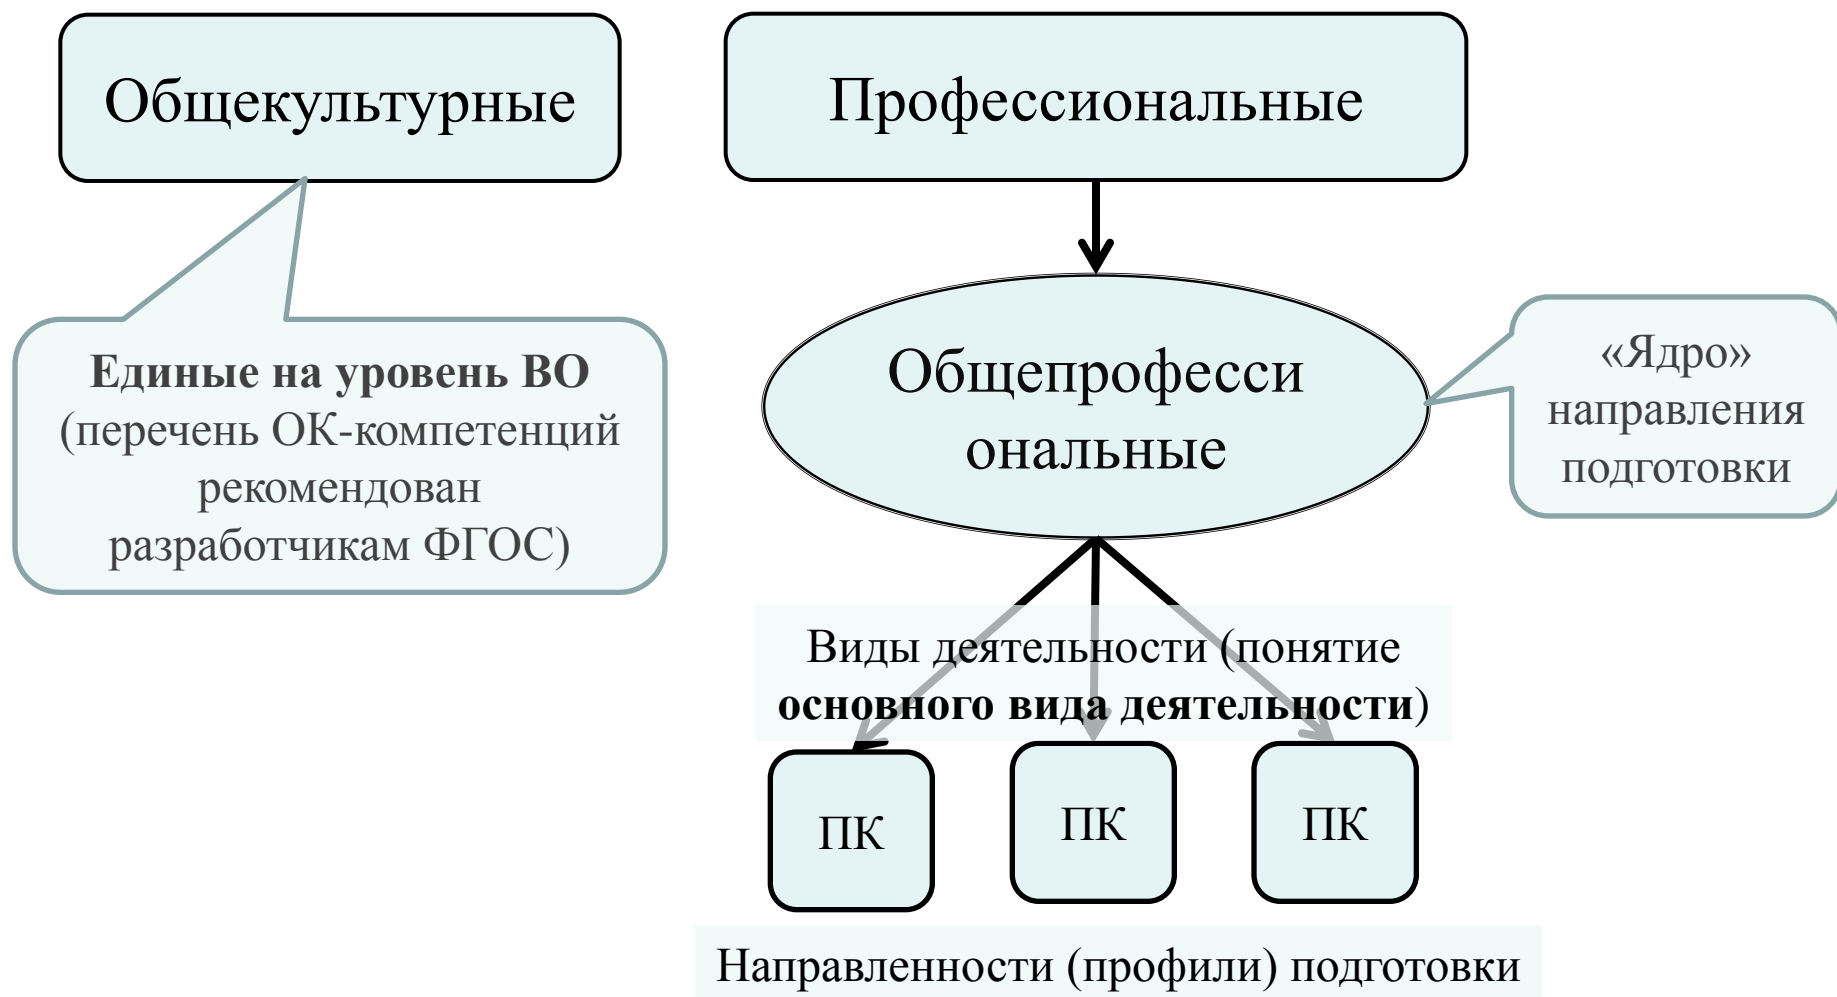 Общекультурные
Профессиональные
Единые на уровень ВО
(перечень ОК-компетенций
рекомендован
разработчикам ФГОС)
Общепрофесси
ональные
«Ядро»
направления
подготовки
Виды деятельности (понятие
основного вида деятельности)
ПК
ПК
ПК
Направленности (профили) подготовки